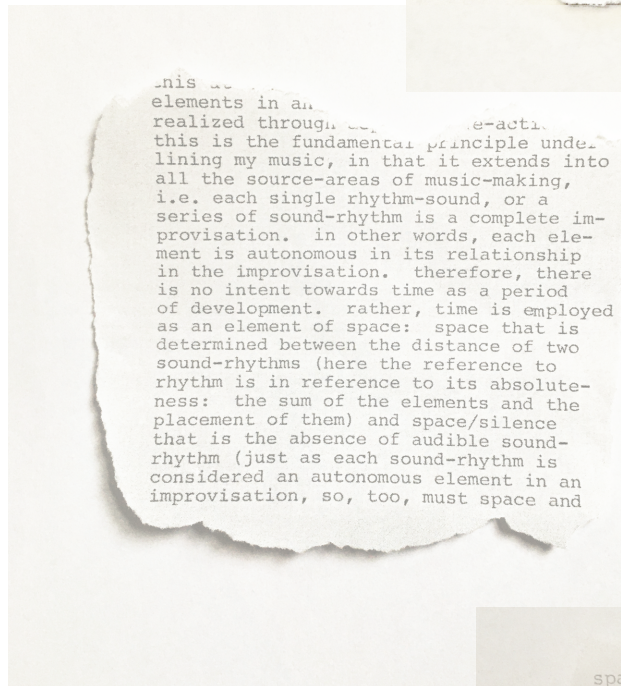 elements in an
realized through
this is the fundamental principle under-
lining my music, in that it extends into
all the source-areas of music-making,
i.e. each single rhythm-sound, or a
series of sound-rhythm is a complete im-
provisation. in other words, each ele-
ment is autonomous in its relationship
in the improvisation. therefore, there
is no intent towards time as a period
of development. rather, time is employed
as an element of space: space that is
determined between the distance of two
sound-rhythms (here the reference to
rhythm is in reference to its absolute-
ness: the sum of the elements and the
placement of them) and space/silence
that is the absence of audible sound-
rhythm (just as each sound-rhythm is
considered an autonomous element in an
improvisation, so, too, must space and